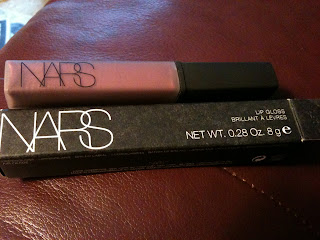 NARS
NARS
LIP GLOSS
BRILLANT À LÈVRES
NET WT. 0.28 Oz. 8 g e